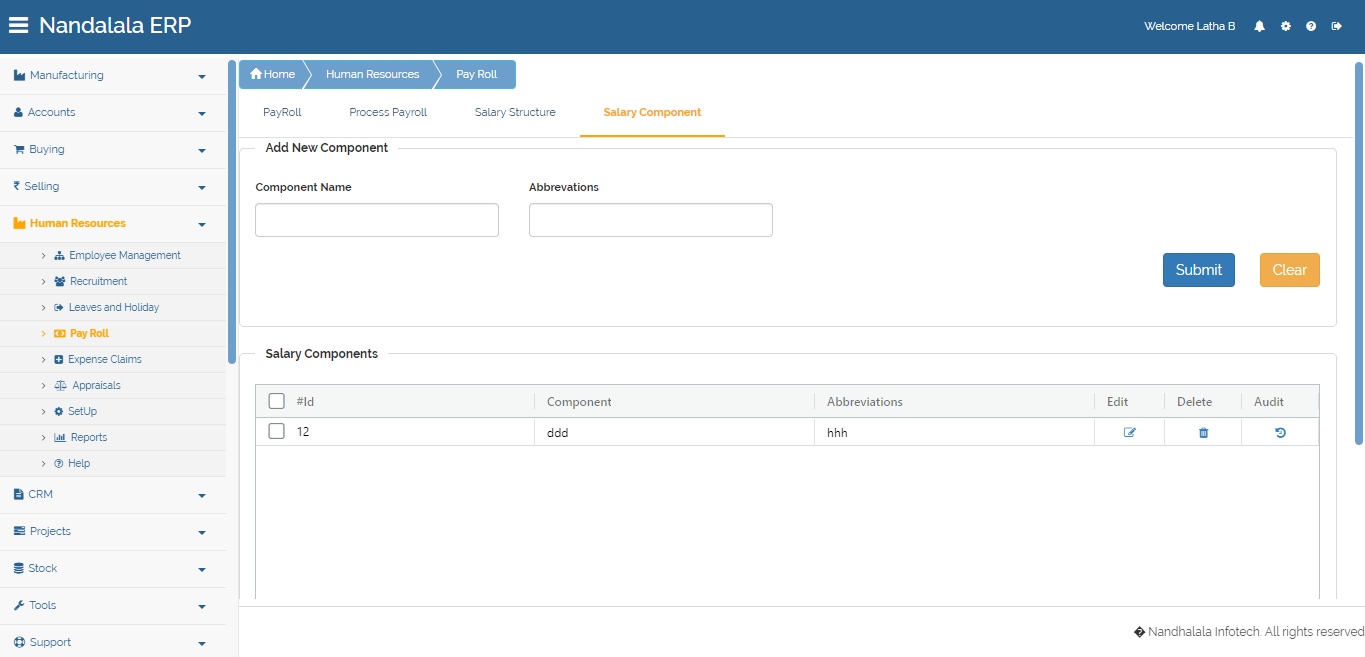 Nandalala ERP
Welcome Latha B
Manufacturing
Accounts
Buying
Selling
Human Resources
Employee Management
Recruitment
Leaves and Holiday
Pay Roll
Expense Claims
Appraisals
SetUp
Reports
Help
CRM
Projects
Stock
Tools
Support
Home Human Resources Pay Roll
PayRoll Process Payroll Salary Structure Salary Component
Add New Component
Component Name Abbrevations
Submit Clear
Salary Components
#Id Component Abbreviations Edit Delete Audit
12 ddd hhh
� Nandhalala Infotech. All rights reserved